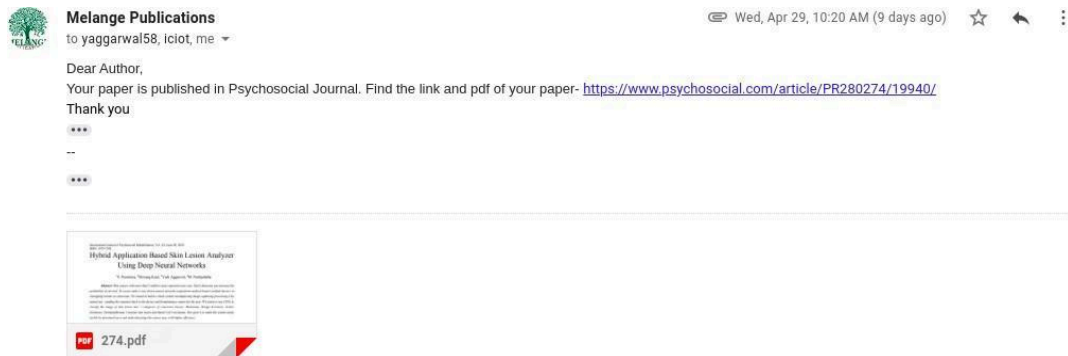 Melange Publications
Wed, Apr 29, 10:20 AM (9 days ago)
to yaggarwal58, iciot, me
Dear Author,
Your paper is published in Psychosocial Journal. Find the link and pdf of your paper- https://www.psychosocial.com/article/PR280274/19940/
Thank you
--
Hybrid Application Based Skin Lesion Analyzer
Using Deep Neural Networks
PDF 274.pdf